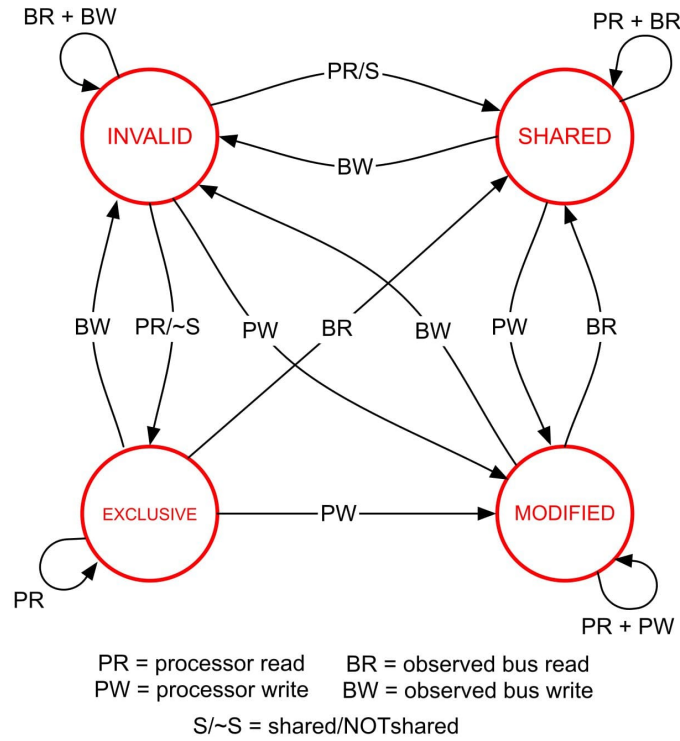 BR + BW
PR + BR
PR/S
INVALID
SHARED
BW
BW
PR/~S
PW
BR
BW
PW
BR
EXCLUSIVE
PW
MODIFIED
PR
PR + PW
PR = processor read
BR = observed bus read
PW = processor write
BW = observed bus write
S/~S = shared/NOTshared